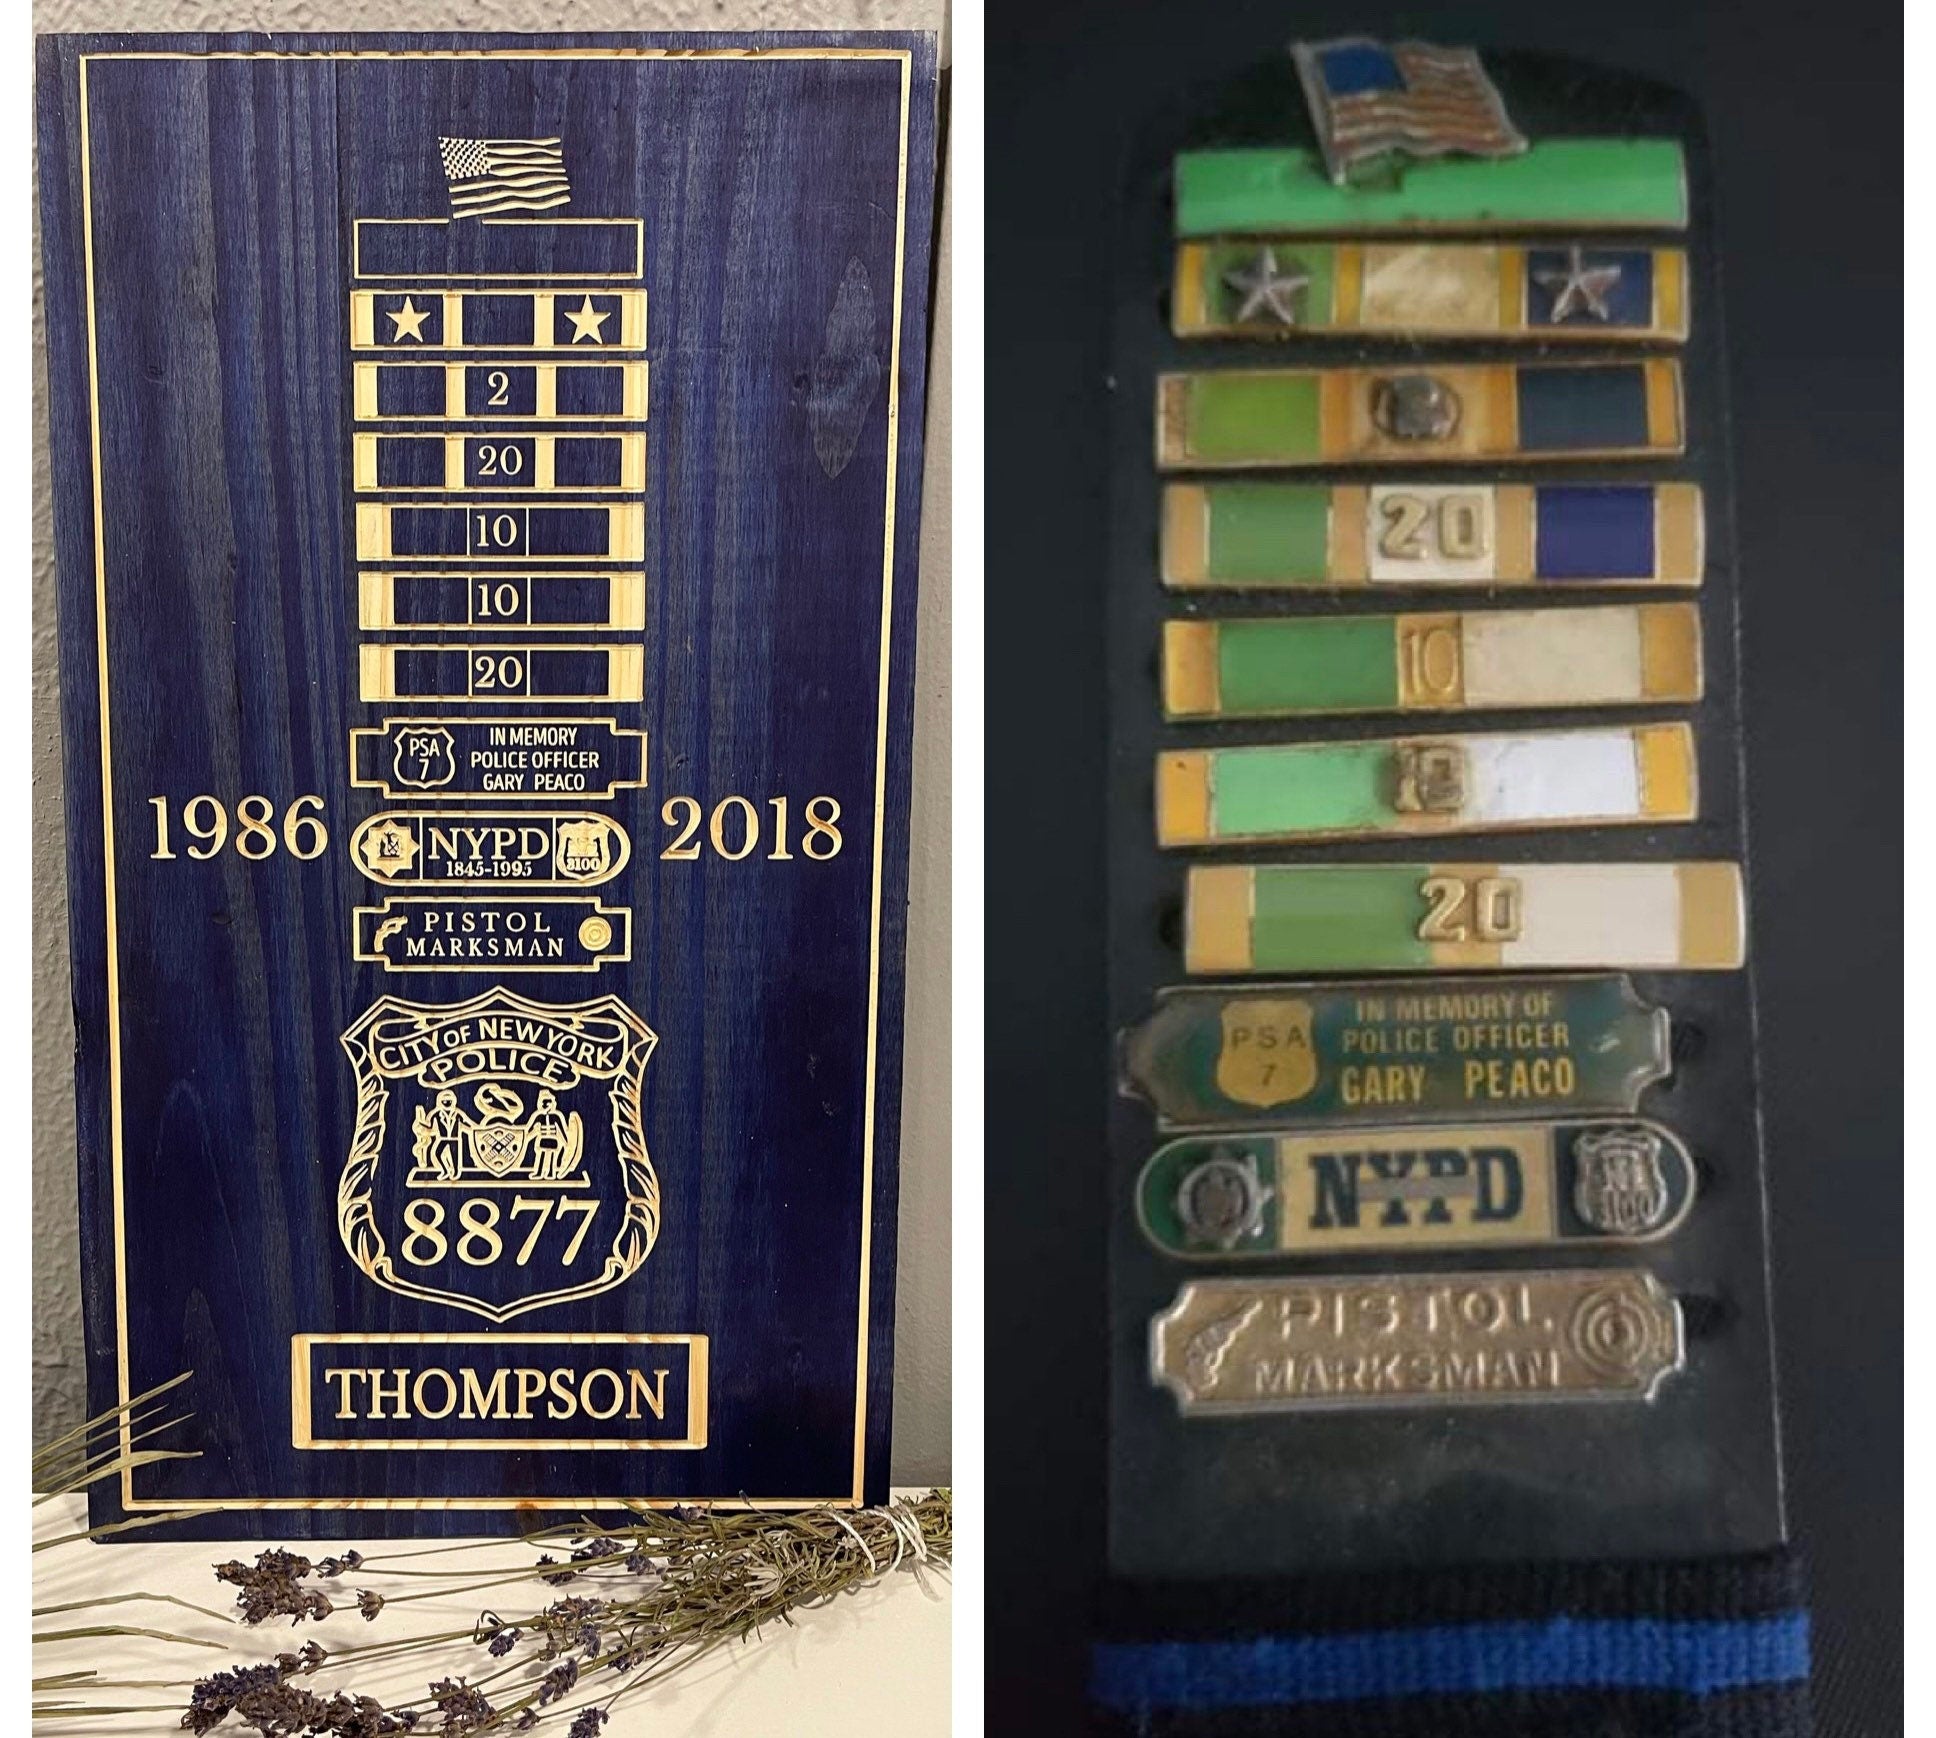 2
20
10
10
20
PSA
7
IN MEMORY
POLICE OFFICER
GARY PEACO
1986
NYPD
1845-1995
3100
2018
PISTOL
MARKSMAN
CITY OF NEW YORK
POLICE
8877
THOMPSON
20
10
20
PSA
7
IN MEMORY OF
POLICE OFFICER
GARY PEACO
NYPD
3100
PISTOL
MARKSMAN